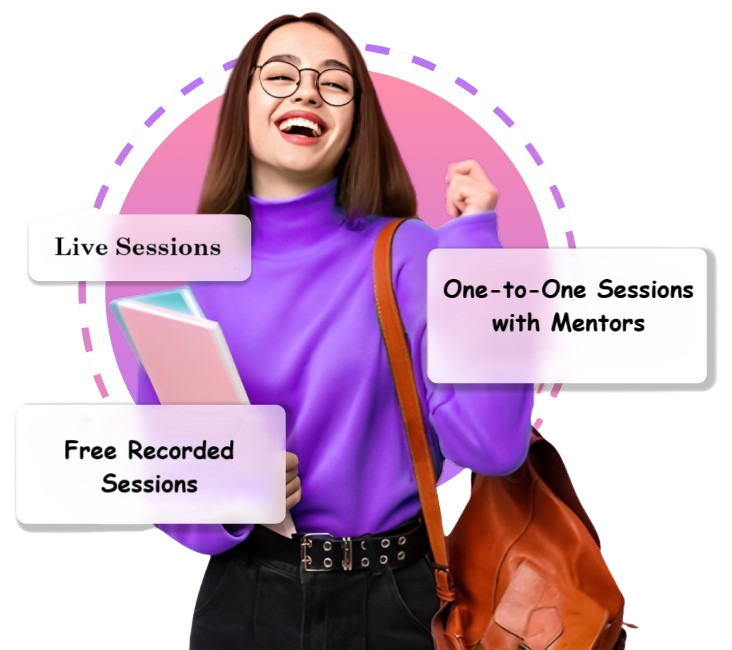 Live Sessions
One-to-One Sessions
with Mentors
Free Recorded
Sessions